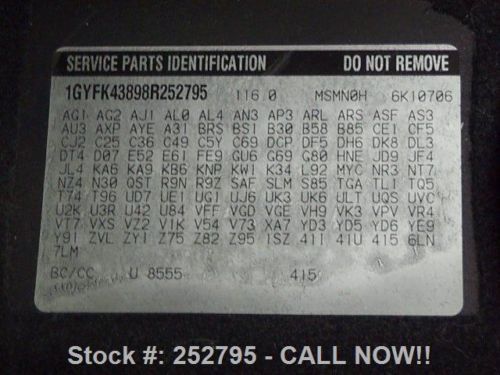 SERVICE PARTS IDENTIFICATION DO NOT REMOVE
1GYFK43898R252795 116.0 MSMN0H 6K10706
AG1 AG2 AJ1 AL0 AL4 AN3 AP3 ARL ARS ASF AS3
AU3 AXP AYE A31 BRS BS1 B30 B58 B85 CE1 CF5
CJ2 C25 C36 C49 C5Y C69 DCP DF5 DH6 DK8 DL3
DT4 D07 E52 E61 FE9 GU6 G69 G80 HNE JD9 JF4
JL4 KA6 KA9 KB6 KNP KW1 K34 L92 MYC NR3 NT7
NZ4 N30 QST R9N R9Z SAF SLM S85 TGA TL1 TQ5
T74 T96 UD7 UE1 UG1 UJ6 UK3 UK6 ULT UQS UVC
U2K U3R U42 U84 VFF VGD VGE VH9 VK3 VPV VR4
VT7 VXS VZ2 V1K V54 V73 XA7 YD3 YD5 YD6 YE9
Y91 ZVL ZY1 Z75 Z82 Z95 1SZ 41I 41U 415 6LN
7LM
BC/CC U 8555 415
Stock #: 252795 - CALL NOW!!